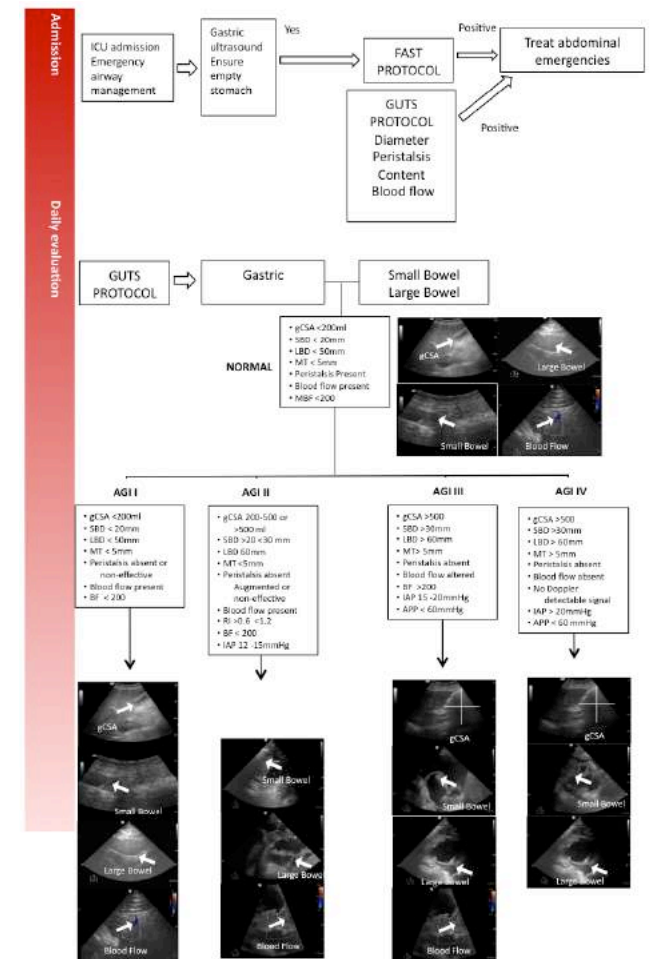 Admission
ICU admission
Emergency
airway
management
Gastric
ultrasound
Ensure
empty
stomach
Yes
FAST
PROTOCOL
Positive
Treat abdominal
emergencies
GUTS
PROTOCOL
Diameter
Peristalsis
Content
Blood flow
Positive
Daily evaluation
GUTS
PROTOCOL
Gastric
Small Bowel
Large Bowel
NORMAL
• gCSA <200ml
• SBD < 20mm
• LBD < 50mm
• MT < 5mm
• Peristalsis Present
• Blood flow present
• MBF <200
gCSA
Large Bowel
Small Bowel
Blood Flow
AGI I
• gCSA <200ml
• SBD < 20mm
• LBD < 50mm
• MT < 5mm
• Peristalsis absent or
non-effective
• Blood flow present
• BF < 200
AGI II
• gCSA 200-500 or
>500 ml
• SBD >20 <30 mm
• LBD 60mm
• MT <5mm
• Peristalsis absent
Augmented or
non-effective
• Blood flow present
• RI >0.6 <1.2
• BF < 200
• IAP 12 -15mmHg
AGI III
• gCSA >500
• SBD >30mm
• LBD > 60mm
• MT> 5mm
• Peristalsis absent
• Blood flow altered
• BF >200
• IAP 15 -20mmHg
• APP < 60mmHg
AGI IV
• gCSA >500
• SBD >30mm
• LBD > 60mm
• MT > 5mm
• Peristalsis absent
• Blood flow absent
• No Doppler
detectable signal
• IAP > 20mmHg
• APP < 60 mmHg
gCSA
Small Bowel
Large Bowel
Blood Flow
Small Bowel
Large Bowel
Blood Flow
gCSA
Small Bowel
Large Bowel
Blood Flow
gCSA
Small Bowel
Large Bowel